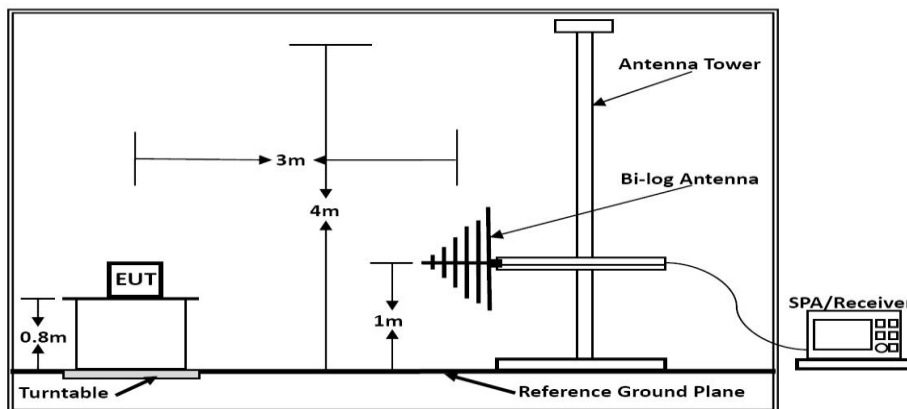 Antenna Tower
3m
Bi-log Antenna
4m
EUT
1m
SPA/Receiver
0.8m
Turntable
Reference Ground Plane